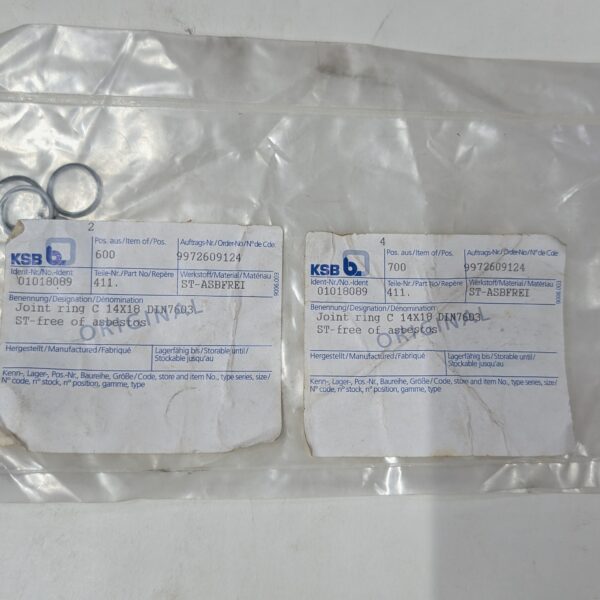 2
KSB b
Pos. aus/Item of/Pos.
600
Auftrags-Nr./Order-No/N° de Cde.
9972609124
Ident-Nr./No.-Ident
01018089
Teile-Nr./Part No/Repère
411.
Werkstoff/Material/Matériau
ST-ASBFREI
Benennung/Designation/Dénomination
Joint ring C 14X18 DIN7603
ST-free of asbestos
ORIGINAL
Hergestellt/Manufactured/Fabriqué
Lagerfähig bis/Storable until/
Stockable jusqu'au
Kenn-, Lager-, Pos.-Nr., Baureihe, Größe/Code, store and item No., type series, size/
N° code, n° stock, n° position, gamme, type
4
KSB b
Pos. aus/Item of/Pos.
700
Auftrags-Nr./Order-No/N° de Cde.
9972609124
Ident-Nr./No.-Ident
01018089
Teile-Nr./Part No/Repère
411.
Werkstoff/Material/Matériau
ST-ASBFREI
Benennung/Designation/Dénomination
Joint ring C 14X18 DIN7603
ST-free of asbestos
ORIGINAL
Hergestellt/Manufactured/Fabriqué
Lagerfähig bis/Storable until/
Stockable jusqu'au
Kenn-, Lager-, Pos.-Nr., Baureihe, Größe/Code, store and item No., type series, size/
N° code, n° stock, n° position, gamme, type